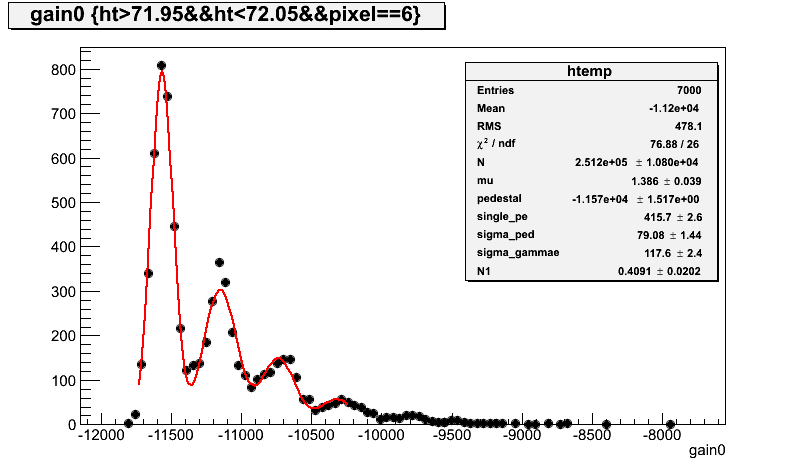 gain0 {ht>71.95&&ht<72.05&&pixel==6}
htemp
Entries 7000
Mean -1.12e+04
RMS 478.1
χ² / ndf 76.88 / 26
N 2.512e+05 ± 1.080e+04
mu 1.386 ± 0.039
pedestal -1.157e+04 ± 1.517e+00
single_pe 415.7 ± 2.6
sigma_ped 79.08 ± 1.44
sigma_gammae 117.6 ± 2.4
N1 0.4091 ± 0.0202
800
700
600
500
400
300
200
100
0
-12000 -11500 -11000 -10500 -10000 -9500 -9000 -8500 -8000
gain0